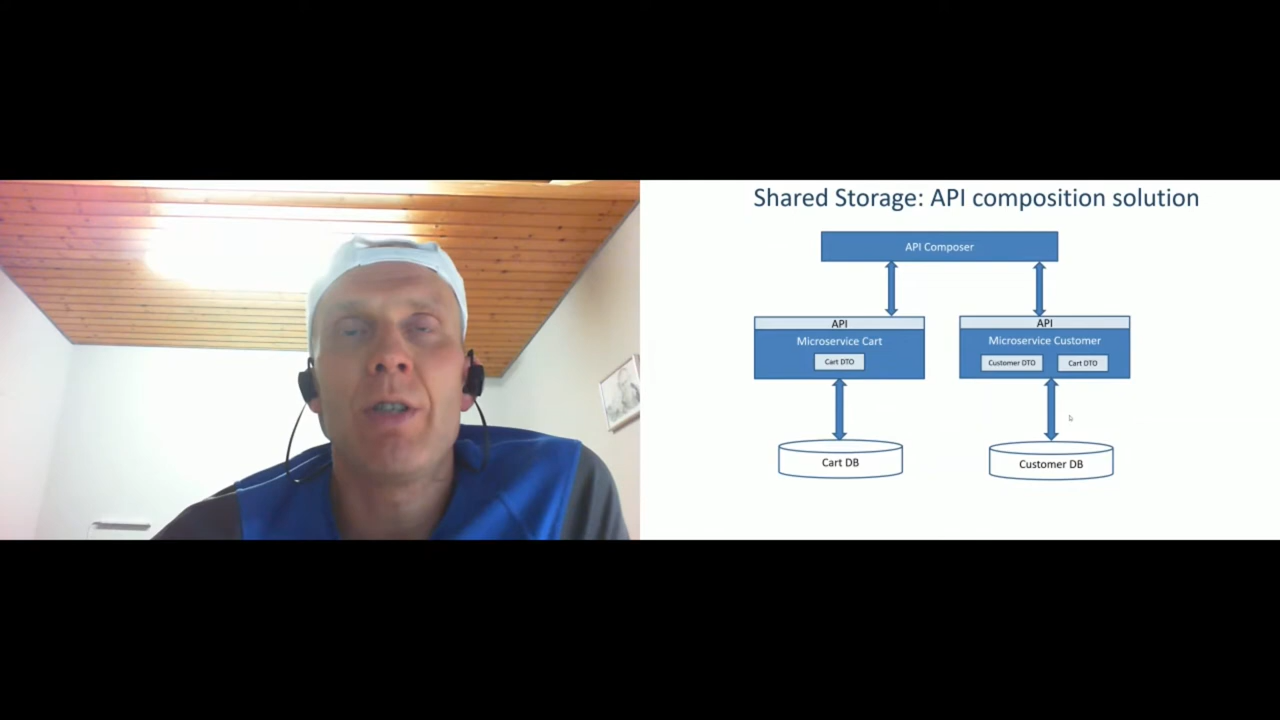 Shared Storage: API composition solution
API Composer
API
Microservice Cart
Cart DTO
API
Microservice Customer
Customer DTO
Cart DTO
Cart DB
Customer DB